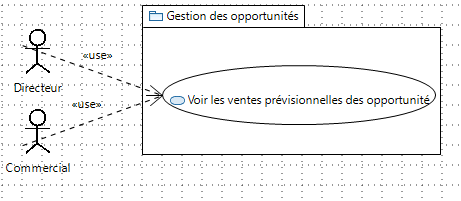 Gestion des opportunités
«use»
Directeur
Voir les ventes prévisionnelles des opportunité
«use»
Commercial